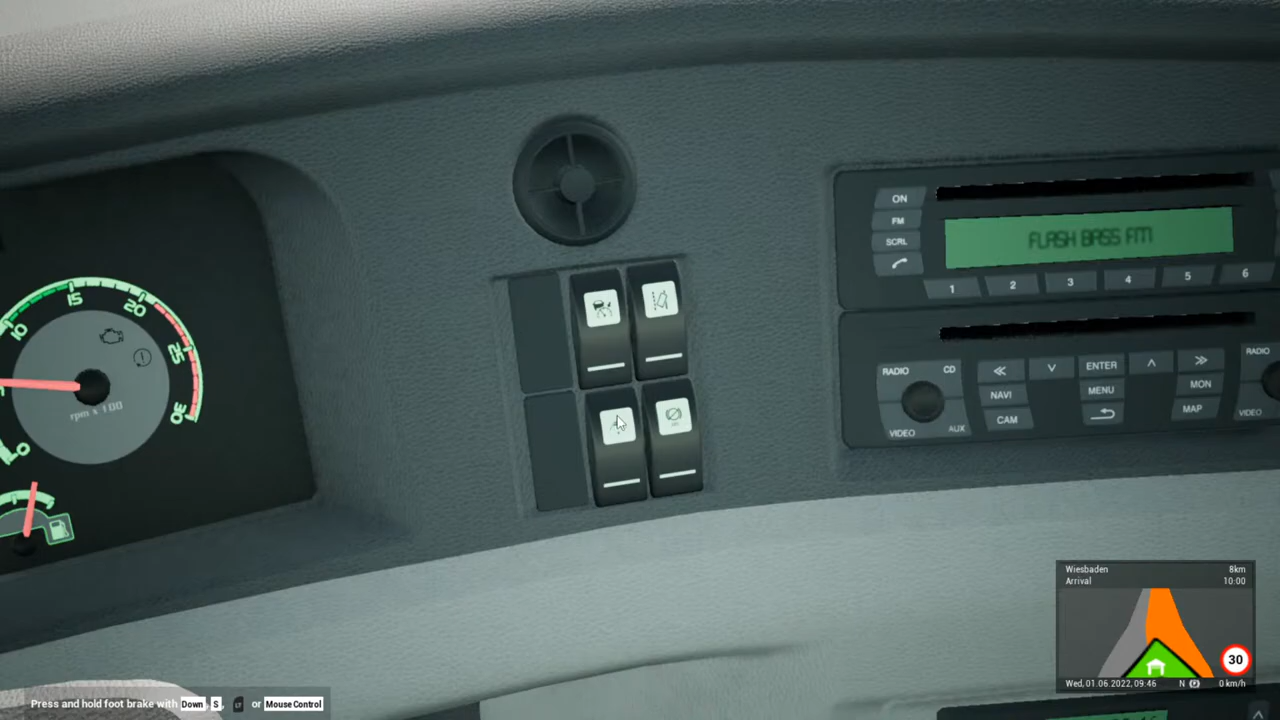 ON
FM
SCRL
FLASH BASS FM
1 2 3 4 5 6
RADIO CD
VIDEO AUX
ENTER
NAVI MENU MON
CAM MAP
RADIO
VIDEO
0 10 15 20 25 30
rpm x 100
Wiesbaden 8km
Arrival 10:00
30
Wed, 01.06 2022, 09:46 N 0 km/h
Press and hold foot brake with Down, S, or Mouse Control